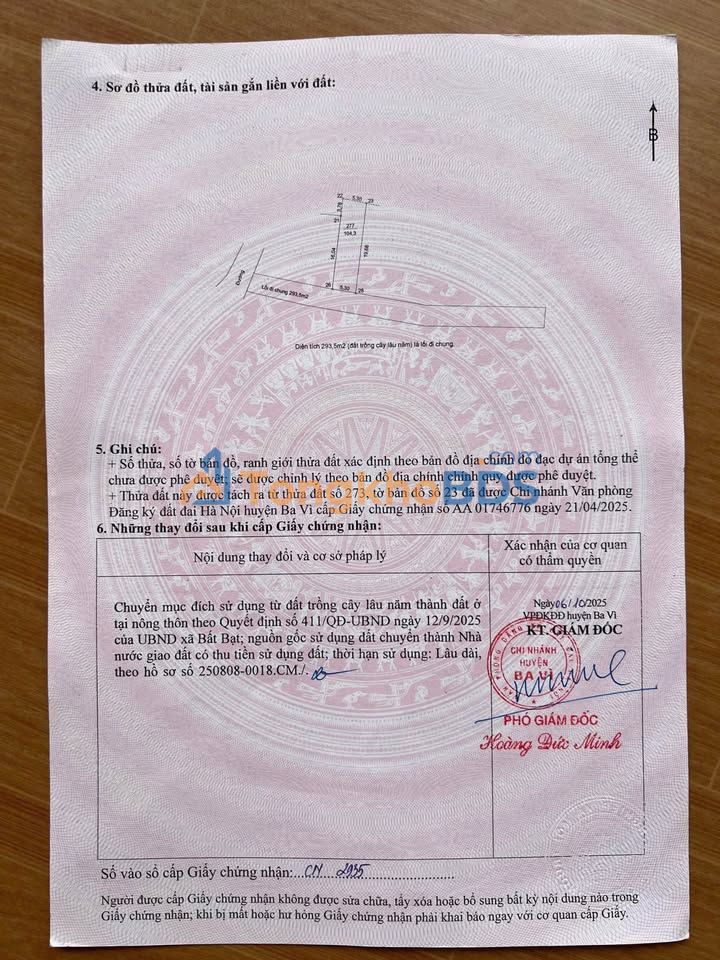 4. Sơ đồ thửa đất, tài sản gắn liền với đất:
B
22 5,30 23
3,78
277
104,3
16,04
19,68
26 5,30 25
Đường
Lối đi chung 293,5m2
Diện tích 293,5m2 (đất trồng cây lâu năm) là lối đi chung.
5. Ghi chú:
+ Số thửa, số tờ bản đồ, ranh giới thửa đất xác định theo bản đồ địa chính đo đạc dự án tổng thể
chưa được phê duyệt; sẽ được chỉnh lý theo bản đồ địa chính chính quy được phê duyệt.
+ Thửa đất này được tách ra từ thửa đất số 273, tờ bản đồ số 23 đã được Chi nhánh Văn phòng
Đăng ký đất đai Hà Nội huyện Ba Vì cấp Giấy chứng nhận số AA 01746776 ngày 21/04/2025.
TongkhoBDS.com
6. Những thay đổi sau khi cấp Giấy chứng nhận:
Nội dung thay đổi và cơ sở pháp lý
Xác nhận của cơ quan
có thẩm quyền
Chuyển mục đích sử dụng từ đất trồng cây lâu năm thành đất ở
tại nông thôn theo Quyết định số 411/QĐ-UBND ngày 12/9/2025
của UBND xã Bất Bạt; nguồn gốc sử dụng đất chuyển thành Nhà
nước giao đất có thu tiền sử dụng đất; thời hạn sử dụng: Lâu dài,
theo hồ sơ số 250808-0018.CM./.
Ngày 06/10/2025
VPĐKĐĐ huyện Ba Vì
KT. GIÁM ĐỐC
CHI NHÁNH
HUYỆN
BA VÌ
PHÓ GIÁM ĐỐC
Hoàng Đức Minh
Số vào sổ cấp Giấy chứng nhận:...CN 2935........................
Người được cấp Giấy chứng nhận không được sửa chữa, tẩy xóa hoặc bổ sung bất kỳ nội dung nào trong
Giấy chứng nhận; khi bị mất hoặc hư hỏng Giấy chứng nhận phải khai báo ngay với cơ quan cấp Giấy.